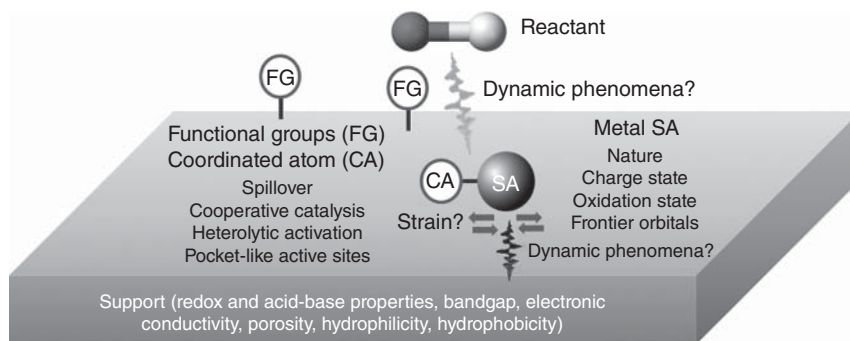 Reactant
FG
FG
Dynamic phenomena?
Functional groups (FG)
Coordinated atom (CA)
Spillover
Cooperative catalysis
Heterolytic activation
Pocket-like active sites
CA
SA
Strain?
Metal SA
Nature
Charge state
Oxidation state
Frontier orbitals
Dynamic phenomena?
Support (redox and acid-base properties, bandgap, electronic
conductivity, porosity, hydrophilicity, hydrophobicity)